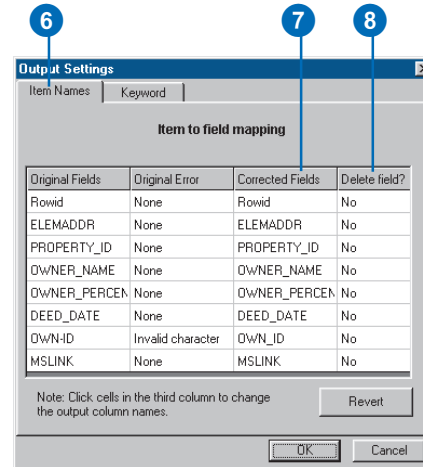 6 7 8
Output Settings
Item Names Keyword
Item to field mapping
Original Fields Original Error Corrected Fields Delete field?
Rowid None Rowid No
ELEMADDR None ELEMADDR No
PROPERTY_ID None PROPERTY_ID No
OWNER_NAME None OWNER_NAME No
OWNER_PERCEN None OWNER_PERCEN No
DEED_DATE None DEED_DATE No
OWN-ID Invalid character OWN_ID No
MSLINK None MSLINK No
Note: Click cells in the third column to change
the output column names.
Revert
OK Cancel